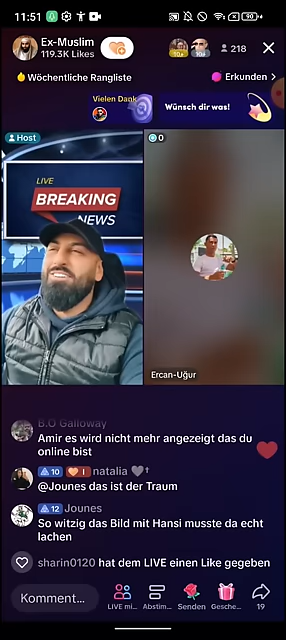 11:51
90
Ex-Muslim
119.3K Likes
10+
10+
218
Wöchentliche Rangliste
Erkunden >
Vielen Dank
Wünsch dir was!
Host
0
LIVE
BREAKING
NEWS
Ercan-Uğur
B.O Galloway
Amir es wird nicht mehr angezeigt das du
online bist
10 I natalia
@Jounes das ist der Traum
12 Jounes
So witzig das Bild mit Hansi musste da echt
lachen
sharin0120 hat dem LIVE einen Like gegeben
Komment...
LIVE mi...
Abstim...
Senden
Gesche...
19